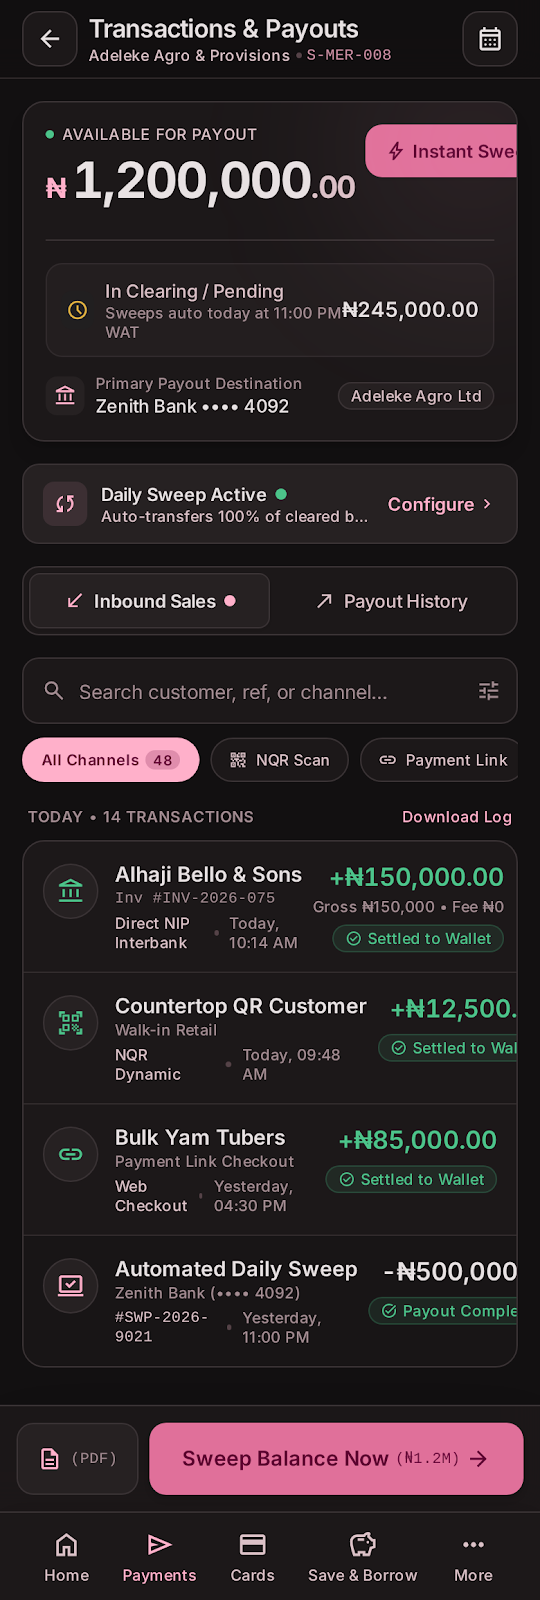 Transactions & Payouts
Adeleke Agro & Provisions • S-MER-008
AVAILABLE FOR PAYOUT
₦1,200,000.00
Instant Swe
In Clearing / Pending
Sweeps auto today at 11:00 PM WAT
₦245,000.00
Primary Payout Destination
Zenith Bank •••• 4092
Adeleke Agro Ltd
Daily Sweep Active
Auto-transfers 100% of cleared b...
Configure
Inbound Sales
Payout History
Search customer, ref, or channel...
All Channels 48
NQR Scan
Payment Link
TODAY • 14 TRANSACTIONS
Download Log
Alhaji Bello & Sons
+₦150,000.00
Inv #INV-2026-075
Gross ₦150,000 • Fee ₦0
Direct NIP Interbank • Today, 10:14 AM
Settled to Wallet
Countertop QR Customer
+₦12,500.
Walk-in Retail
Settled to Wal
NQR Dynamic • Today, 09:48 AM
Bulk Yam Tubers
+₦85,000.00
Payment Link Checkout
Settled to Wallet
Web Checkout • Yesterday, 04:30 PM
Automated Daily Sweep
-₦500,000
Zenith Bank (•••• 4092)
Payout Comple
#SWP-2026-9021 • Yesterday, 11:00 PM
(PDF)
Sweep Balance Now (₦1.2M)
Home
Payments
Cards
Save & Borrow
More